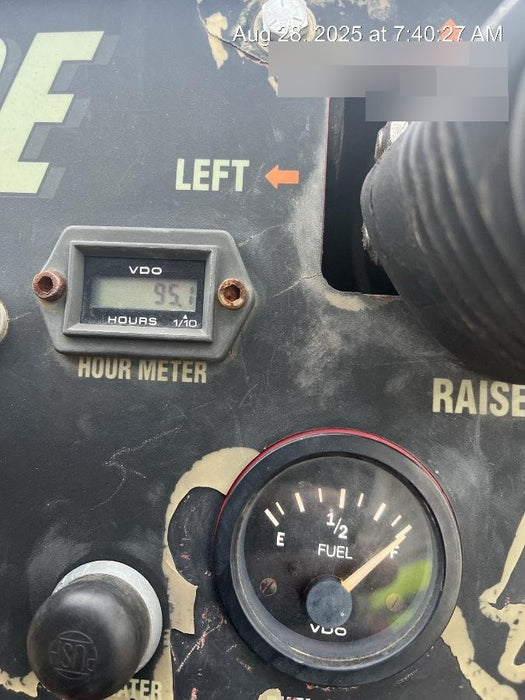 Aug 28, 2025 at 7:40:27 AM
LEFT
VDO
95.1
HOURS 1/10
HOUR METER
RAISE
E 1/2 F
FUEL
VDO